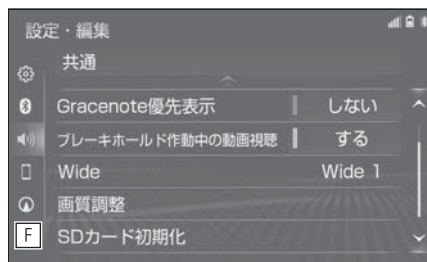 設定・編集
共通
Gracenote優先表示 しない
ブレーキホールド作動中の動画視聴 する
Wide Wide 1
画質調整
F SDカード初期化